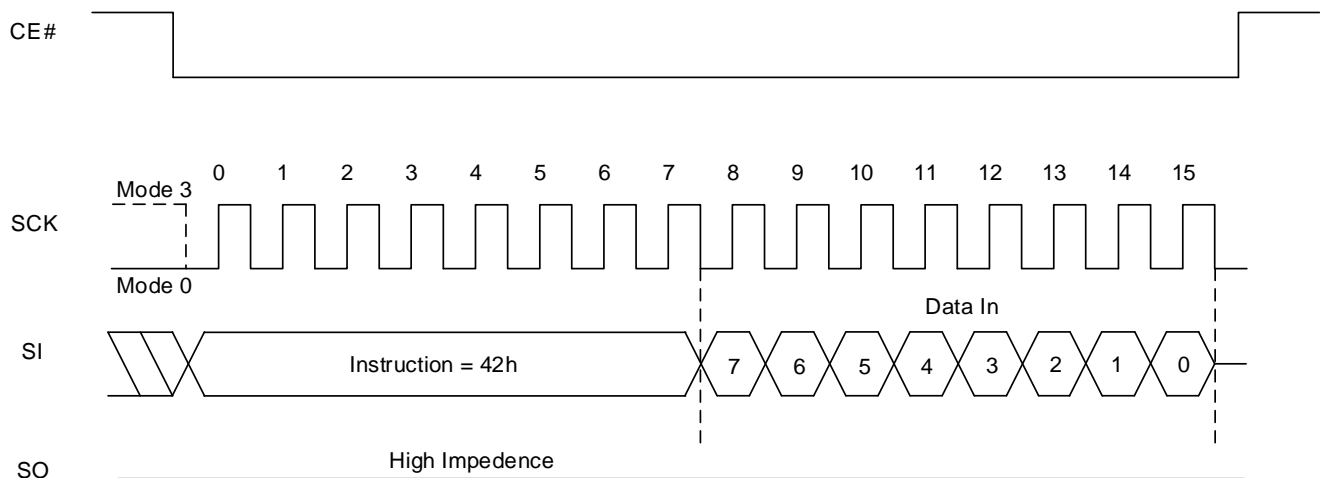 CE#
0 1 2 3 4 5 6 7 8 9 10 11 12 13 14 15
Mode 3
SCK
Mode 0
Data In
SI
Instruction = 42h
7 6 5 4 3 2 1 0
High Impedence
SO